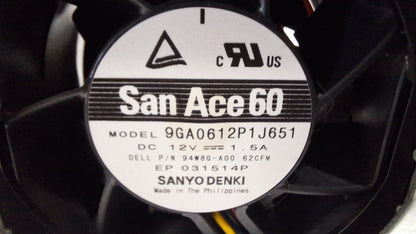 c UR US
San Ace 60
MODEL 9GA0612P1J651
DC 12V ⎓ 1.5A
DELL P/N 94W8G-A00 62CFM
EP 031514P
SANYO DENKI
Made in The Philippines